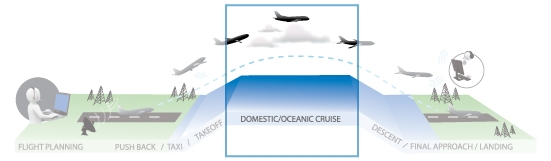 FLIGHT PLANNING
PUSH BACK / TAXI / TAKEOFF
DOMESTIC/OCEANIC CRUISE
DESCENT / FINAL APPROACH / LANDING